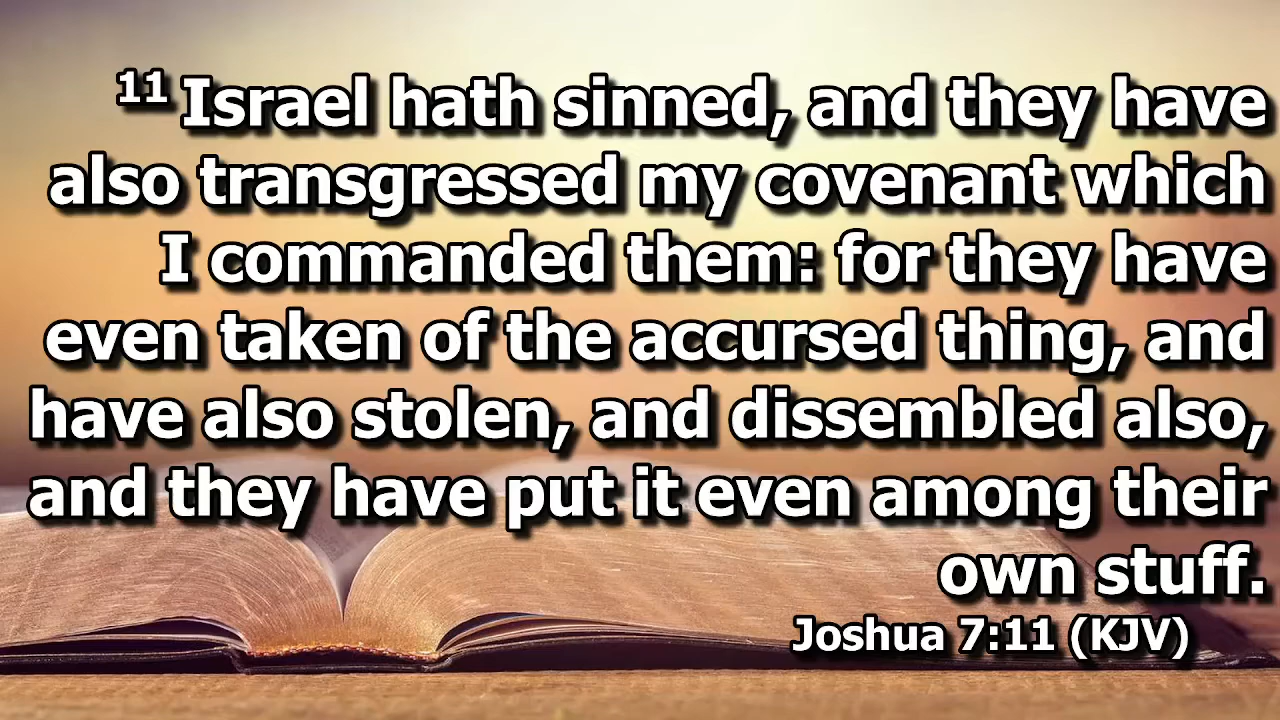 11 Israel hath sinned, and they have
also transgressed my covenant which
I commanded them: for they have
even taken of the accursed thing, and
have also stolen, and dissembled also,
and they have put it even among their
own stuff.
Joshua 7:11 (KJV)